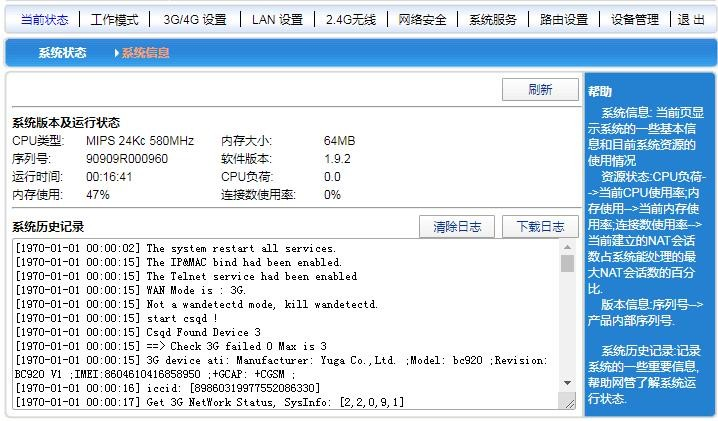 当前状态 工作模式 3G/4G 设置 LAN 设置 2.4G无线 网络安全 系统服务 路由设置 设备管理 退 出
系统状态 系统信息
刷新
系统版本及运行状态
CPU类型: MIPS 24Kc 580MHz 内存大小: 64MB
序列号: 90909R000960 软件版本: 1.9.2
运行时间: 00:16:41 CPU负荷: 0.0
内存使用: 47% 连接数使用率: 0%
系统历史记录 清除日志 下载日志
[1970-01-01 00:00:02] The system restart all services.
[1970-01-01 00:00:15] The IP&MAC bind had been enabled.
[1970-01-01 00:00:15] The Telnet service had been enabled
[1970-01-01 00:00:15] WAN Mode is : 3G.
[1970-01-01 00:00:15] Not a wandetectd mode, kill wandetectd.
[1970-01-01 00:00:15] start csqd !
[1970-01-01 00:00:15] Csqd Found Device 3
[1970-01-01 00:00:15] ==> Check 3G failed 0 Max is 3
[1970-01-01 00:00:15] 3G device ati: Manufacturer: Yuga Co.,Ltd. ;Model: bc920 ;Revision:
BC920 V1 ;IMEI:8604610416858950 ;+GCAP: +CGSM ;
[1970-01-01 00:00:16] iccid: [89860319977552086330]
[1970-01-01 00:00:17] Get 3G NetWork Status, SysInfo: [2,2,0,9,1]
帮助
系统信息: 当前页显
示系统的一些基本信
息和目前系统资源的
使用情况
资源状态:CPU负荷-
->当前CPU使用率;内
存使用-->当前内存使
用率;连接数使用率-->
当前建立的NAT会话
数占系统能处理的最
大NAT会话数的百分
比.
版本信息:序列号-->
产品内部序列号.
系统历史记录:记录
系统的一些重要信息,
帮助网管了解系统运
行状态.